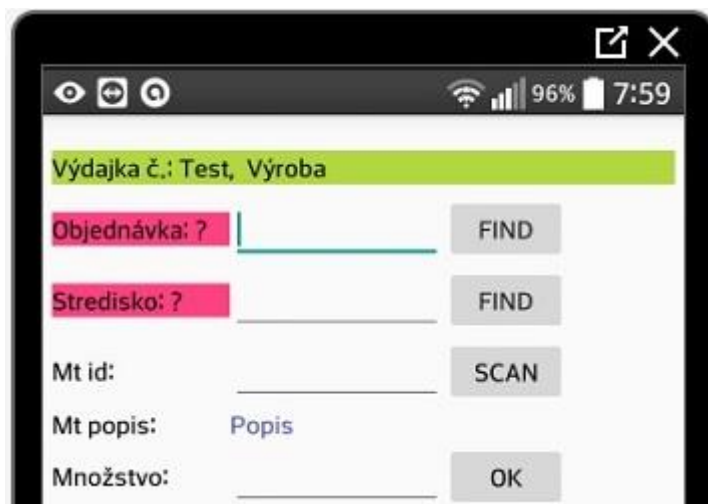 96% 7:59
Výdajka č.: Test, Výroba
Objednávka: ? FIND
Stredisko: ? FIND
Mt id: SCAN
Mt popis: Popis
Množstvo: OK